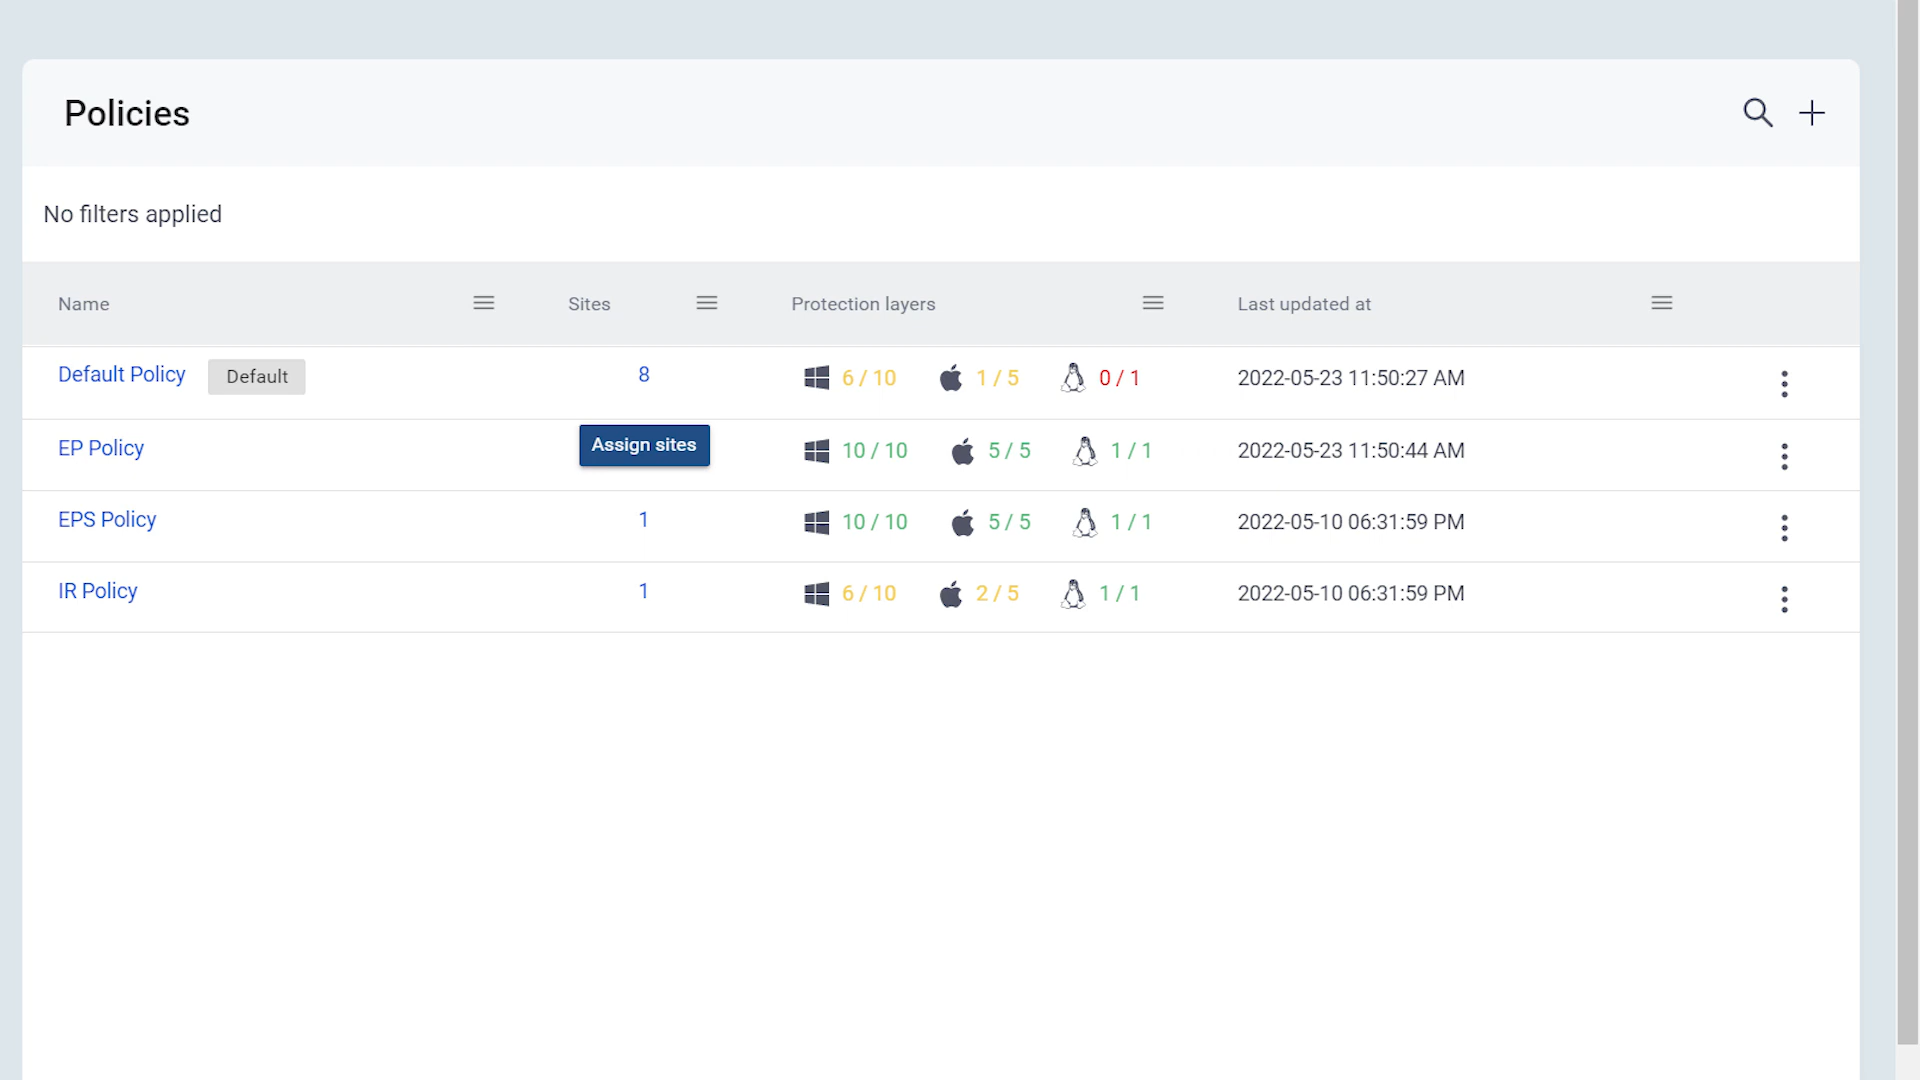 Policies
No filters applied
Name Sites Protection layers Last updated at
Default Policy Default 8 6 / 10 1 / 5 0 / 1 2022-05-23 11:50:27 AM
EP Policy Assign sites 10 / 10 5 / 5 1 / 1 2022-05-23 11:50:44 AM
EPS Policy 1 10 / 10 5 / 5 1 / 1 2022-05-10 06:31:59 PM
IR Policy 1 6 / 10 2 / 5 1 / 1 2022-05-10 06:31:59 PM